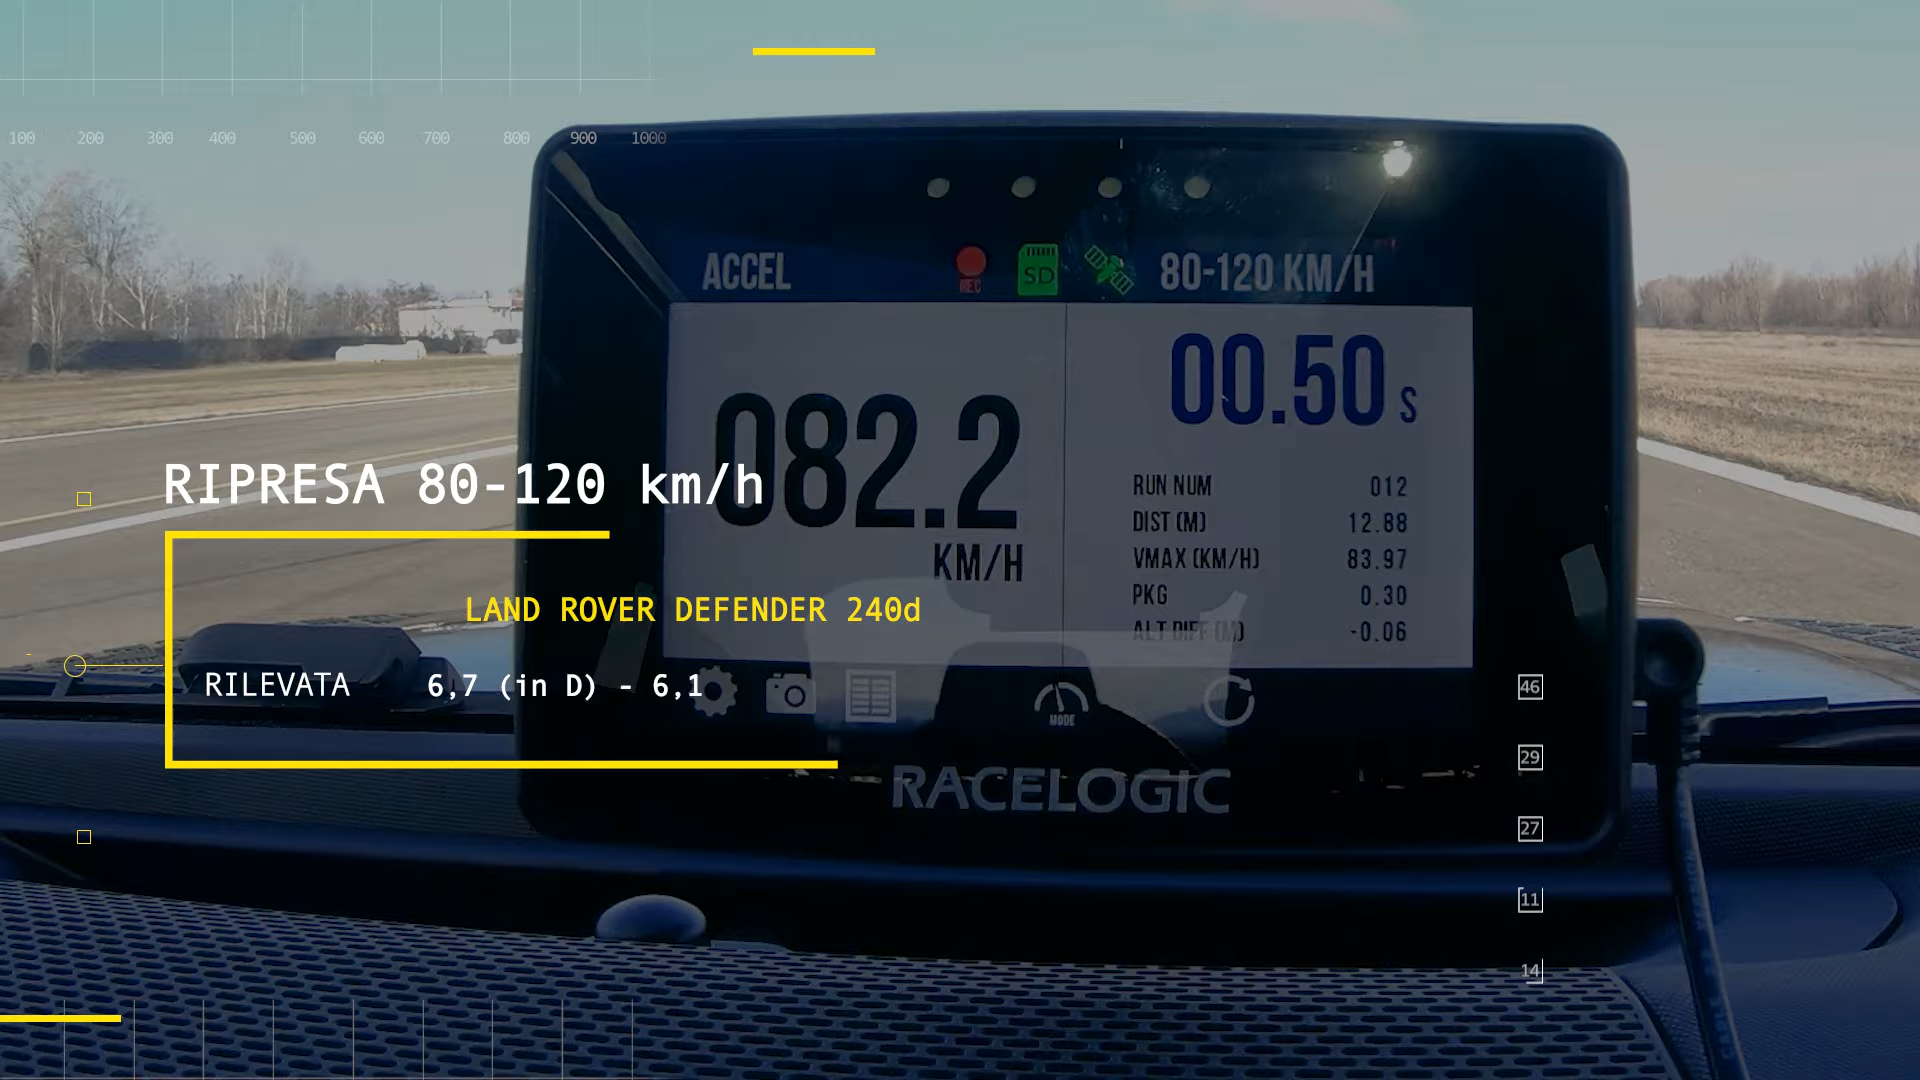 100 200 300 400 500 600 700 800 900 1000
ACCEL REC SD 80-120 KM/H
00.50 S
082.2
KM/H
RUN NUM 012
DIST (M) 12.88
VMAX (KM/H) 83.97
PKG 0.30
ALT DIFF (M) -0.06
MODE
RACELOGIC
RIPRESA 80-120 km/h
LAND ROVER DEFENDER 240d
RILEVATA 6,7 (in D) - 6,1
46
29
27
11
14